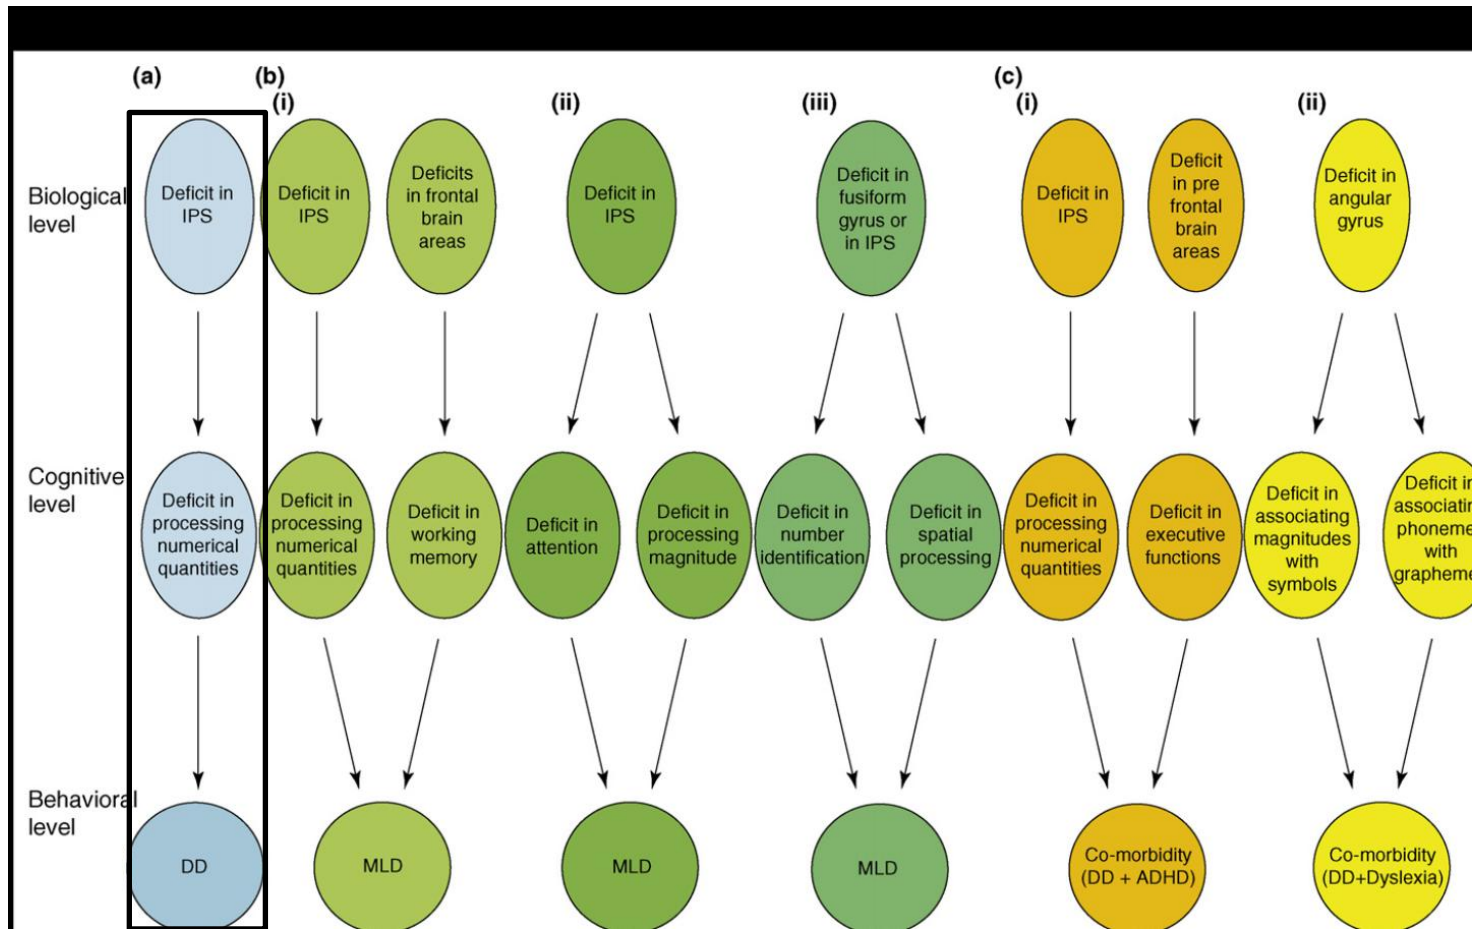 (a)
(b)
(c)
(i)
(ii)
(iii)
(i)
(ii)
Biological
level
Deficit in
IPS
Deficit in
IPS
Deficits
in frontal
brain
areas
Deficit in
IPS
Deficit in
fusiform
gyrus or
in IPS
Deficit in IPS
Deficit
in pre
frontal
brain
areas
Deficit in
angular
gyrus
Cognitive
level
Deficit in
processing
numerical
quantities
Deficit in
processing
numerical
quantities
Deficit in
working
memory
Deficit in
attention
Deficit in
processing
magnitude
Deficit in
number
identification
Deficit in
spatial
processing
Deficit in
processing
numerical
quantities
Deficit in
executive
functions
Deficit in
associating
magnitudes
with
symbols
Deficit in
associatin
phoneme
with
grapheme
Behavioral
level
DD
MLD
MLD
MLD
Co-morbidity
(DD + ADHD)
Co-morbidity
(DD+Dyslexia)